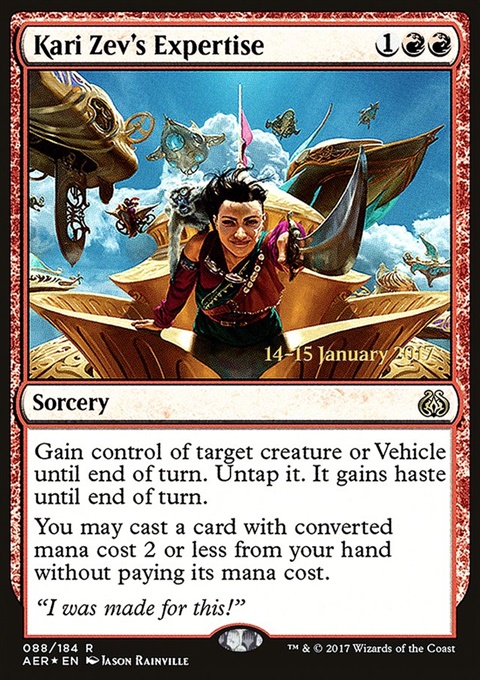 Kari Zev's Expertise 1
14–15 January 2017
Sorcery
Gain control of target creature or Vehicle
until end of turn. Untap it. It gains haste
until end of turn.
You may cast a card with converted
mana cost 2 or less from your hand
without paying its mana cost.
“I was made for this!”
088/184 R
AER★EN Jason Rainville
™ & © 2017 Wizards of the Coast